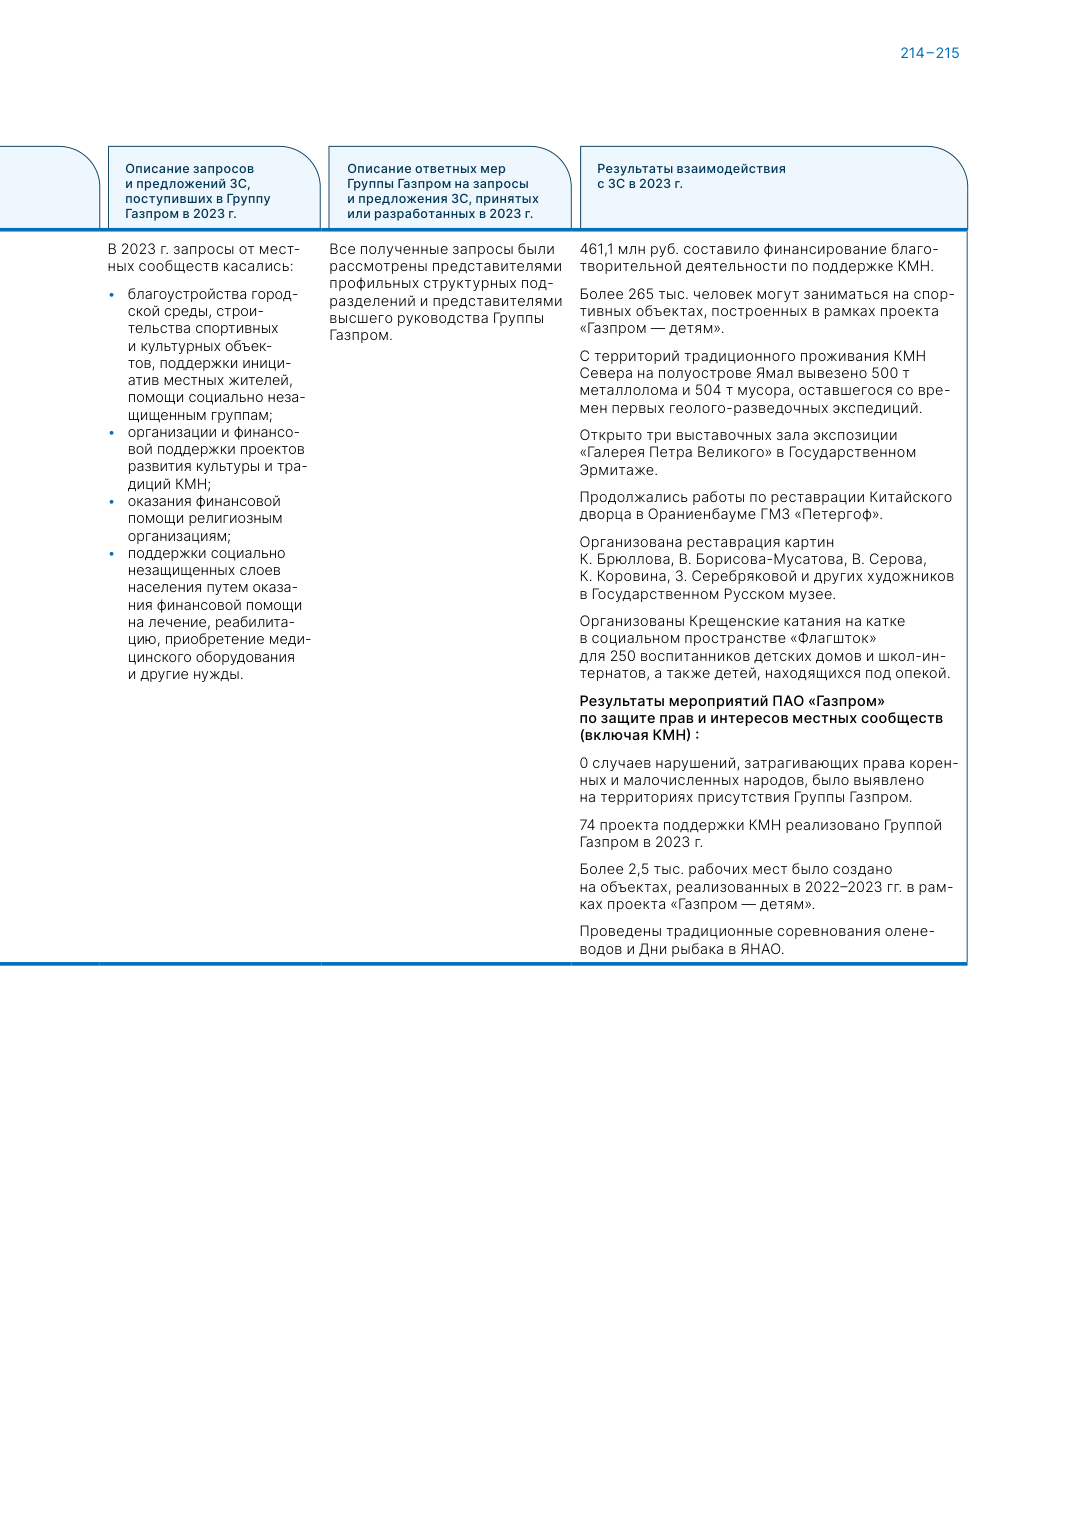 214–215
Описание запросов
и предложений ЗС,
поступивших в Группу
Газпром в 2023 г.
Описание ответных мер
Группы Газпром на запросы
и предложения ЗС, принятых
или разработанных в 2023 г.
Результаты взаимодействия
с ЗС в 2023 г.
В 2023 г. запросы от мест-
ных сообществ касались:
• благоустройства город-
ской среды, строи-
тельства спортивных
и культурных объек-
тов, поддержки иници-
атив местных жителей,
помощи социально неза-
щищенным группам;
• организации и финансо-
вой поддержки проектов
развития культуры и тра-
диций КМН;
• оказания финансовой
помощи религиозным
организациям;
• поддержки социально
незащищенных слоев
населения путем оказа-
ния финансовой помощи
на лечение, реабилита-
цию, приобретение меди-
цинского оборудования
и другие нужды.
Все полученные запросы были
рассмотрены представителями
профильных структурных под-
разделений и представителями
высшего руководства Группы
Газпром.
461,1 млн руб. составило финансирование благо-
творительной деятельности по поддержке КМН.
Более 265 тыс. человек могут заниматься на спор-
тивных объектах, построенных в рамках проекта
«Газпром — детям».
С территорий традиционного проживания КМН
Севера на полуострове Ямал вывезено 500 т
металлолома и 504 т мусора, оставшегося со вре-
мен первых геолого-разведочных экспедиций.
Открыто три выставочных зала экспозиции
«Галерея Петра Великого» в Государственном
Эрмитаже.
Продолжались работы по реставрации Китайского
дворца в Ораниенбауме ГМЗ «Петергоф».
Организована реставрация картин
К. Брюллова, В. Борисова-Мусатова, В. Серова,
К. Коровина, З. Серебряковой и других художников
в Государственном Русском музее.
Организованы Крещенские катания на катке
в социальном пространстве «Флагшток»
для 250 воспитанников детских домов и школ-ин-
тернатов, а также детей, находящихся под опекой.
Результаты мероприятий ПАО «Газпром»
по защите прав и интересов местных сообществ
(включая КМН) :
0 случаев нарушений, затрагивающих права корен-
ных и малочисленных народов, было выявлено
на территориях присутствия Группы Газпром.
74 проекта поддержки КМН реализовано Группой
Газпром в 2023 г.
Более 2,5 тыс. рабочих мест было создано
на объектах, реализованных в 2022–2023 гг. в рам-
ках проекта «Газпром — детям».
Проведены традиционные соревнования олене-
водов и Дни рыбака в ЯНАО.